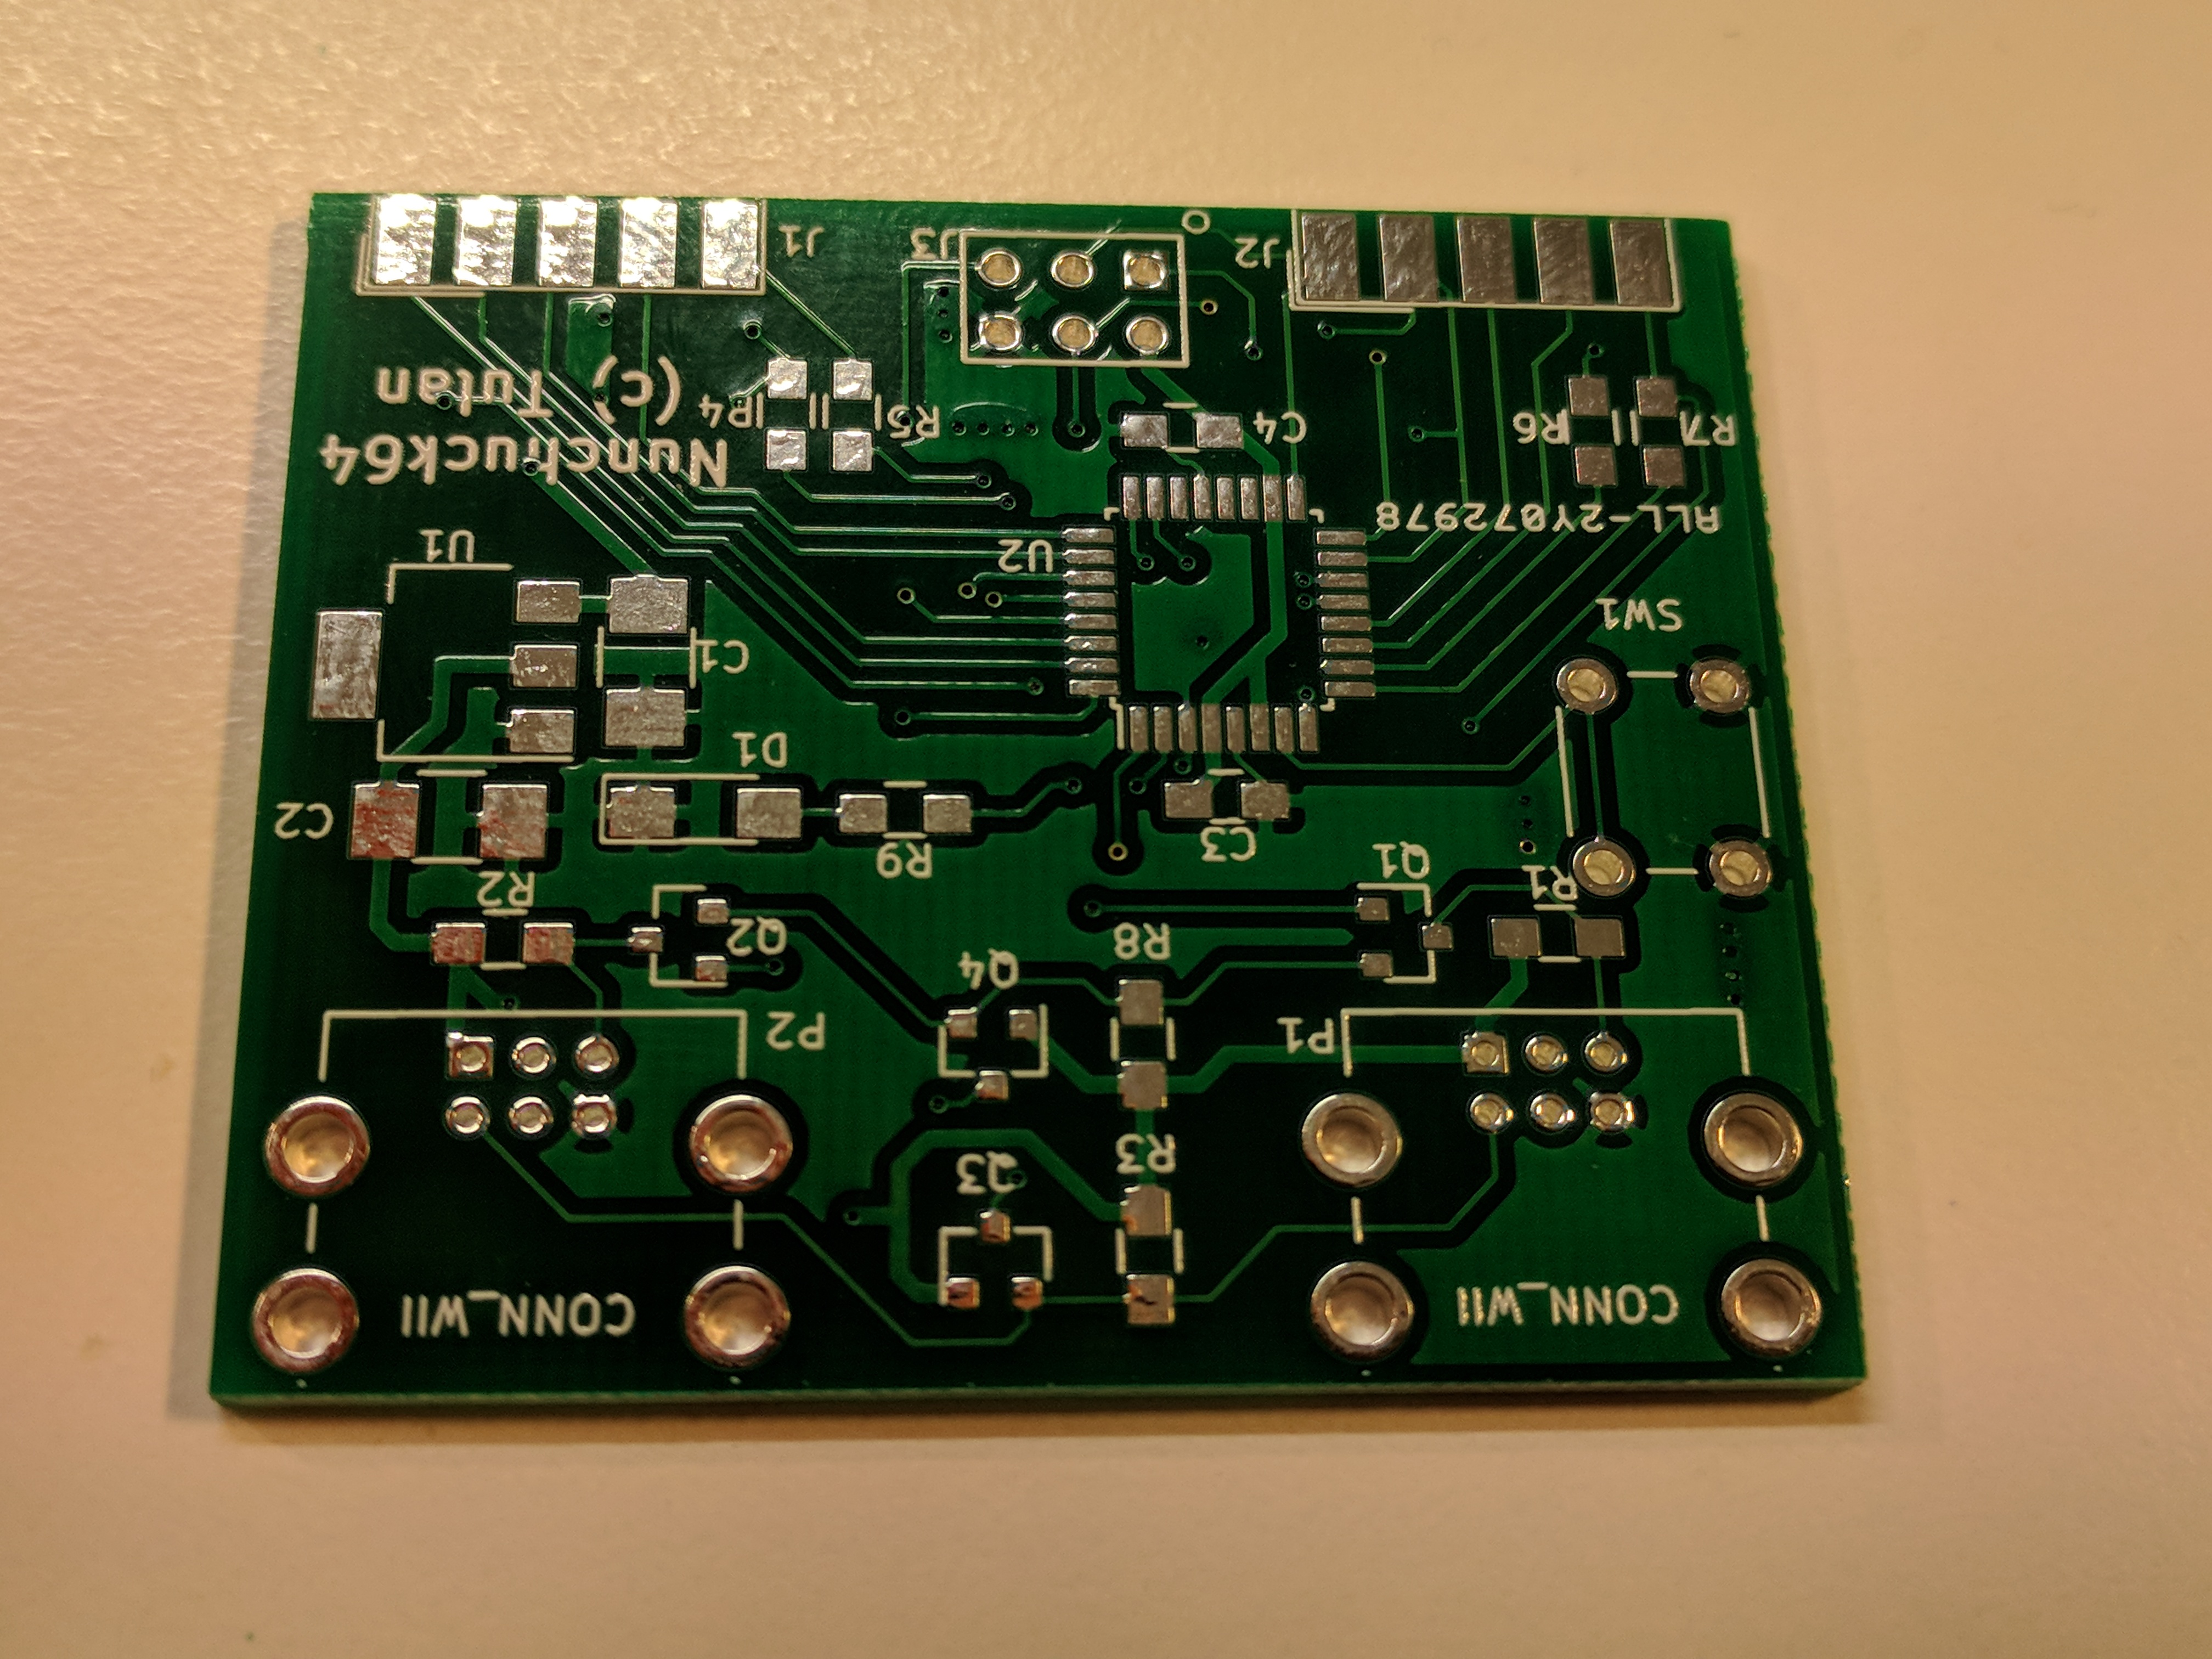 CONN_WII
CONN_WII
Q3
R3
P1
P2
Q4
R8
Q2
R2
R1
Q1
R9
C3
C2
D1
C1
SW1
U2
U1
ALL-2Y072978
Nunchuck64
(c) Tutan
R7
R6
C4
R5
R4
J2
J3
J1